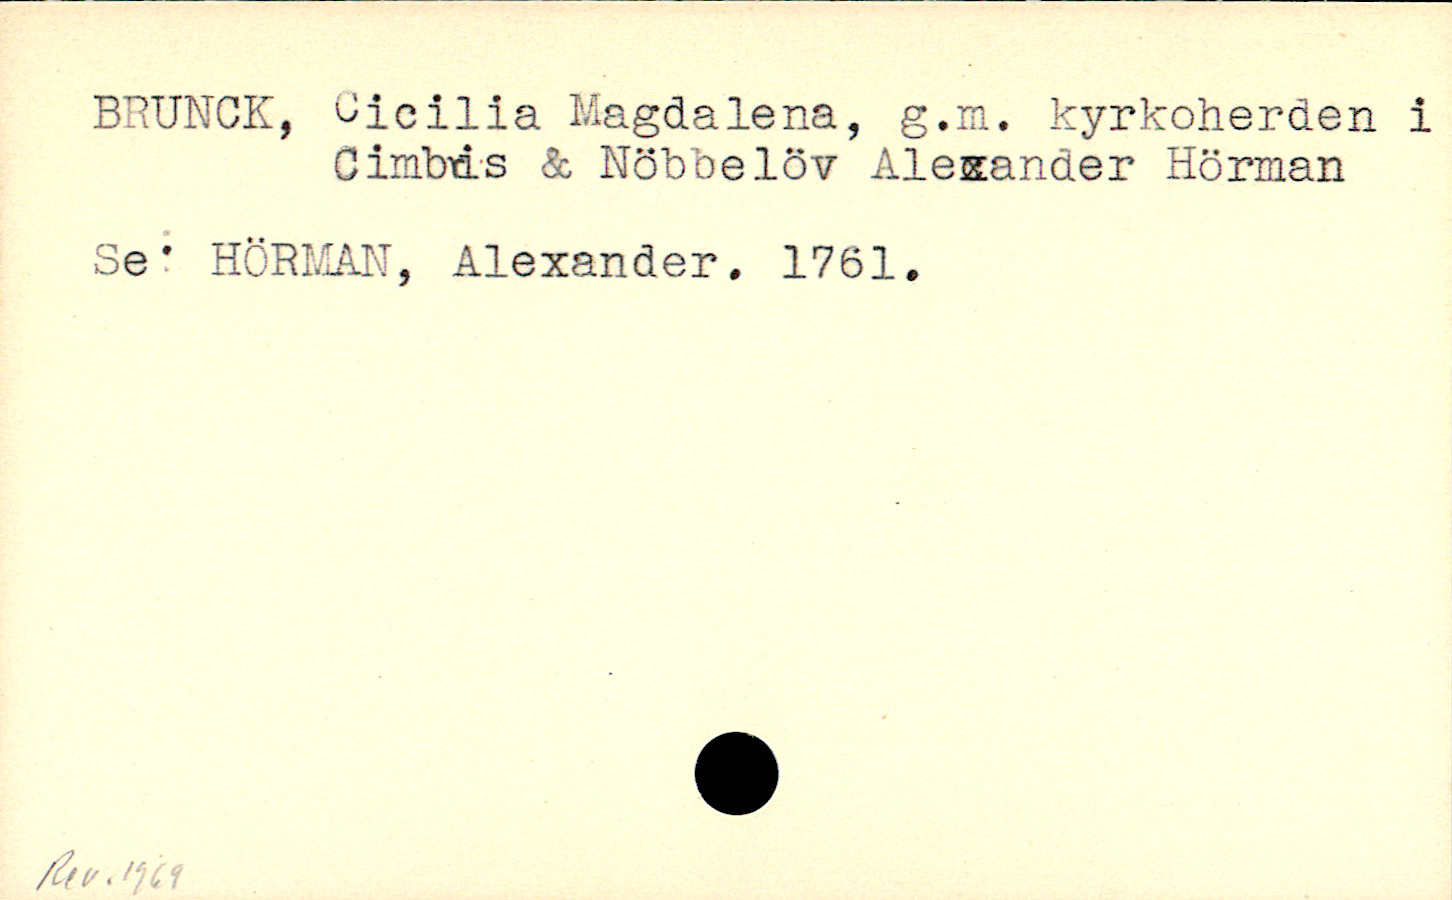 BRUNCK, Cicilia Magdalena, g.m. kyrkoherden i
Cimbris & Nöbbelöv Alexander Hörman
Se: HÖRMAN, Alexander. 1761.
Rev. 1969